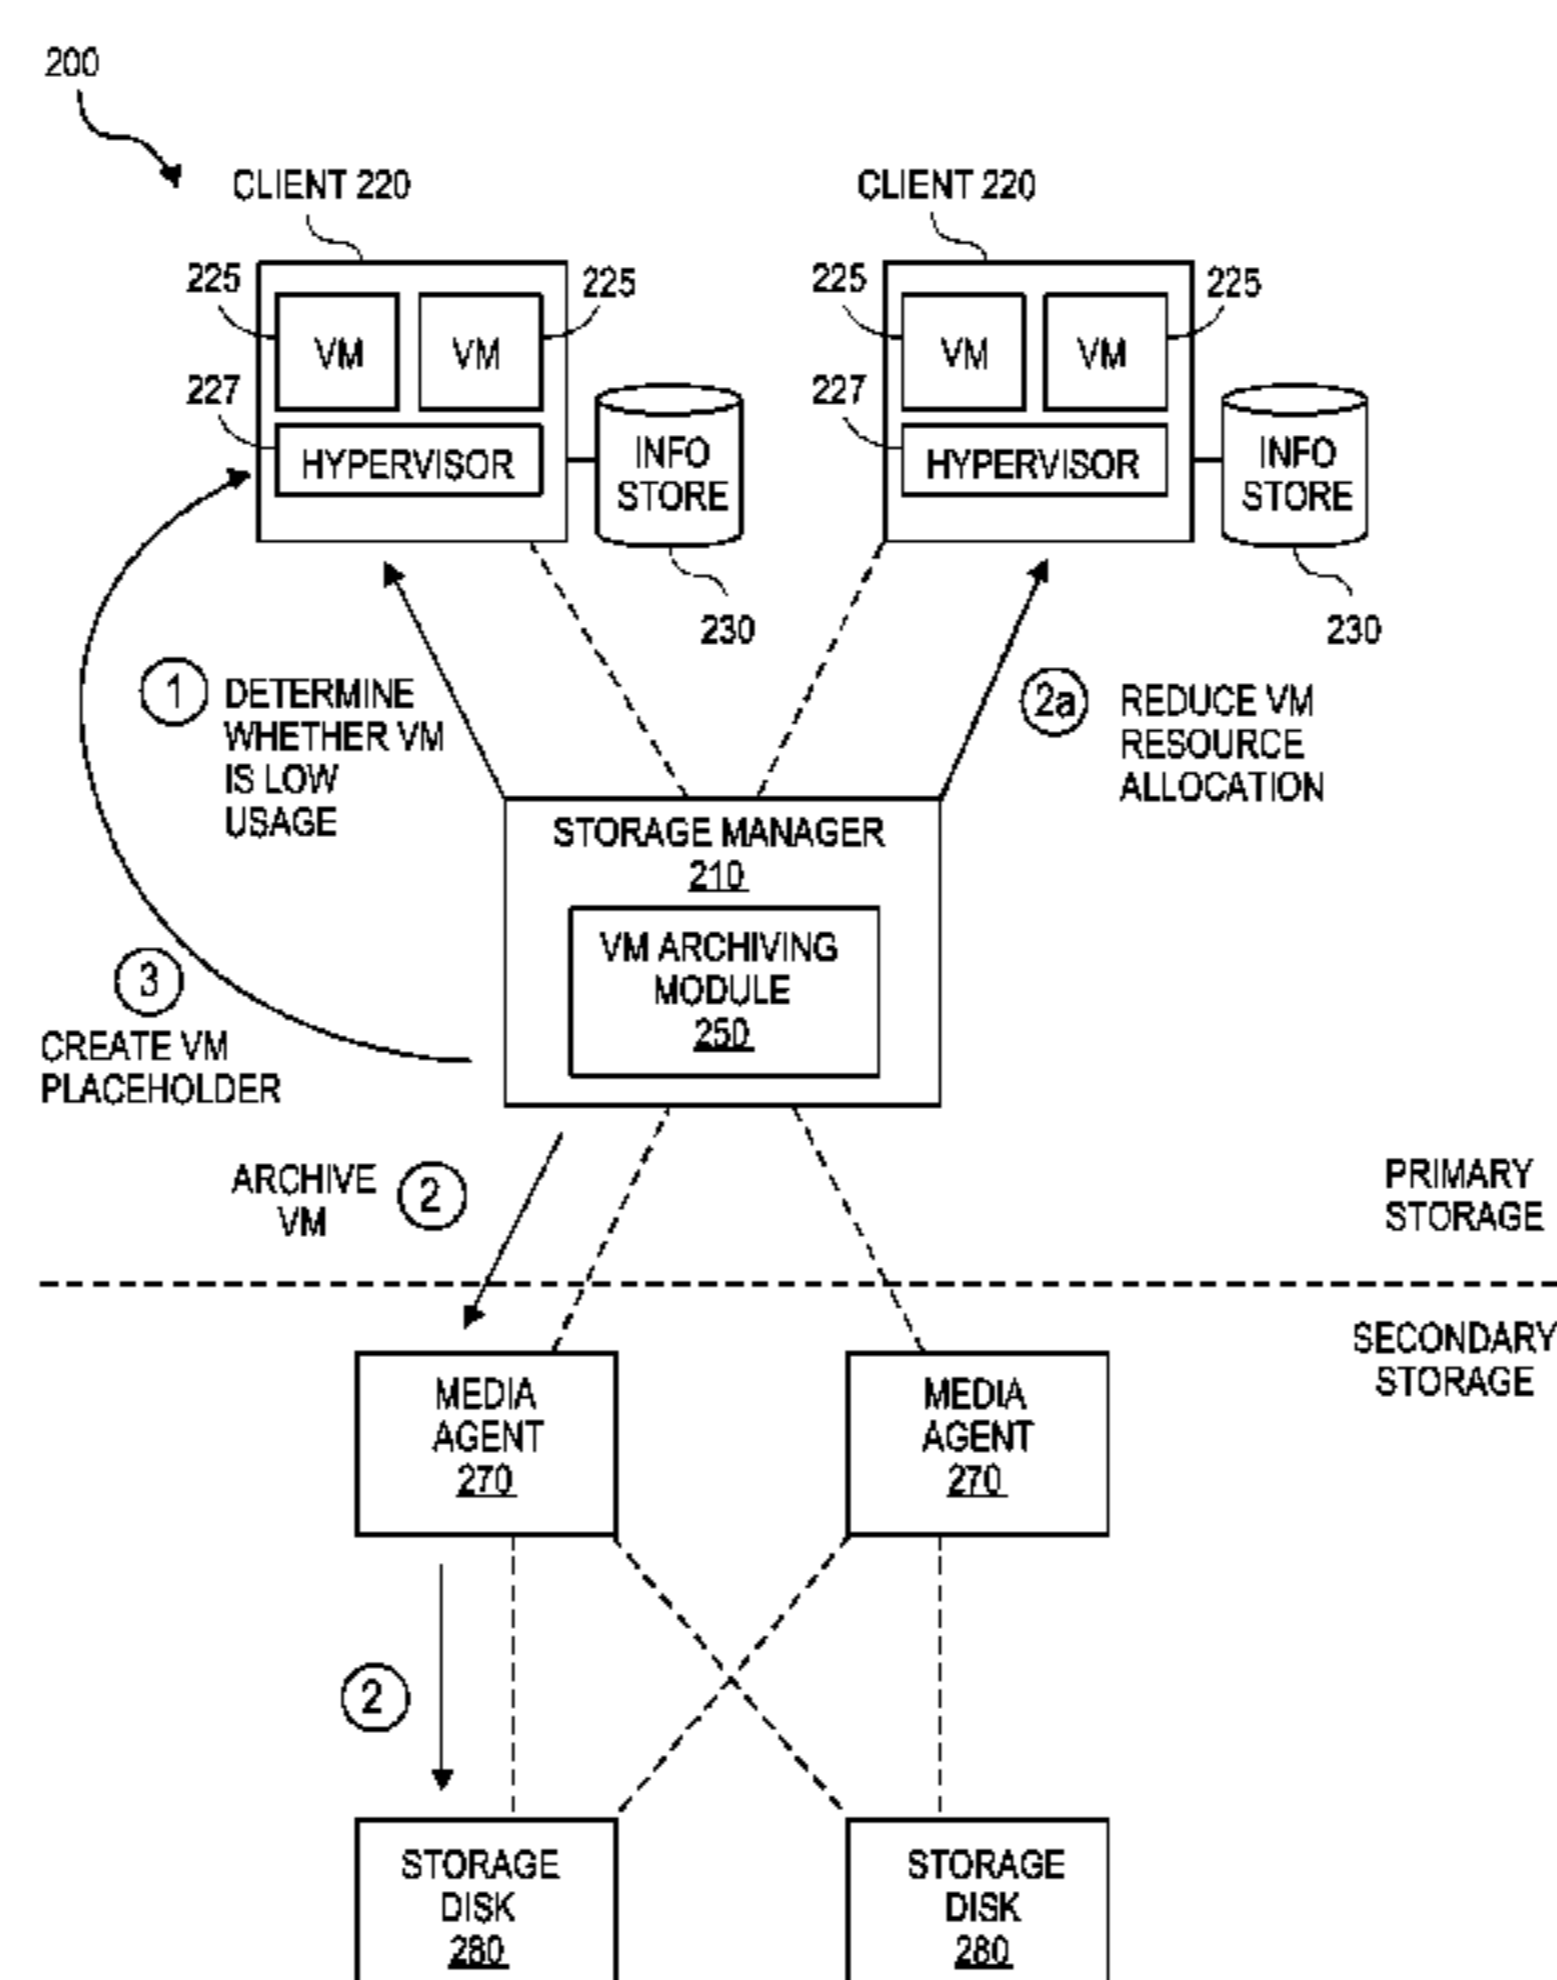 200
CLIENT 220
CLIENT 220
225
225
225
225
VM
VM
VM
VM
227
227
HYPERVISOR
INFO
STORE
HYPERVISOR
INFO
STORE
230
230
1
DETERMINE
WHETHER VM
IS LOW
USAGE
2a
REDUCE VM
RESOURCE
ALLOCATION
STORAGE MANAGER
210
VM ARCHIVING
MODULE
250
3
CREATE VM
PLACEHOLDER
ARCHIVE
VM
2
PRIMARY
STORAGE
SECONDARY
STORAGE
MEDIA
AGENT
270
MEDIA
AGENT
270
2
STORAGE
DISK
280
STORAGE
DISK
280